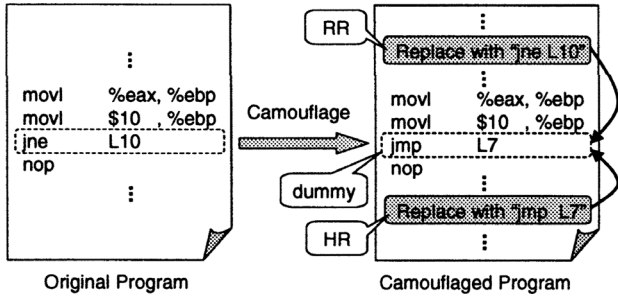 RR
Replace with "jne L10"
movl %eax, %ebp
movl $10 , %ebp
jne L10
nop
Camouflage
movl %eax, %ebp
movl $10 , %ebp
jmp L7
nop
dummy
Replace with "jmp L7"
HR
Original Program
Camouflaged Program